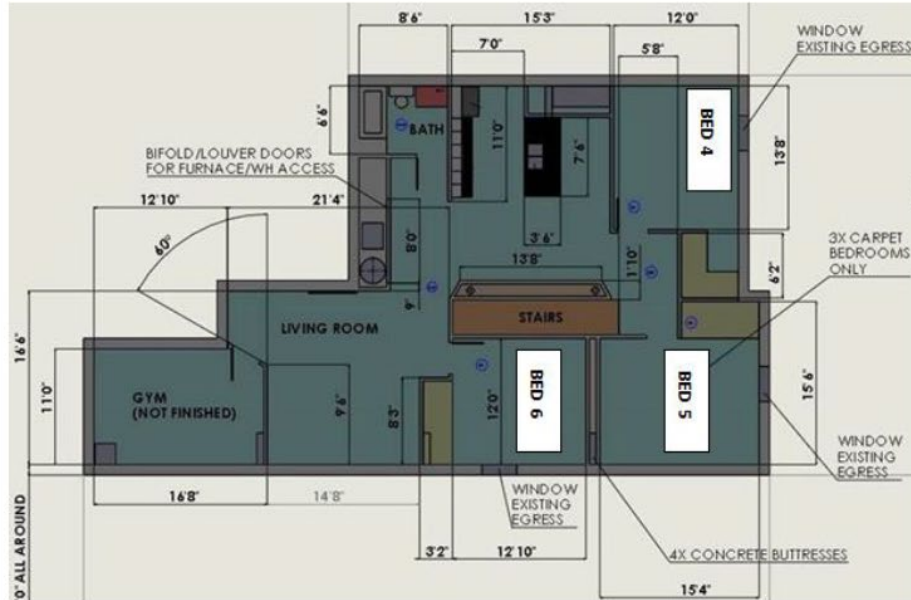 8'6"
15'3"
12'0"
WINDOW
EXISTING EGRESS
7'0"
5'8"
6'6"
BATH
11'0"
7'6"
BED 4
13'8"
BIFOLD/LOUVER DOORS
FOR FURNACE/WH ACCESS
12'10"
21'4"
60°
8'0"
3'6"
3X CARPET
BEDROOMS
ONLY
13'8"
1'10"
6'2"
9"
STAIRS
LIVING ROOM
16'6"
11'0"
GYM
(NOT FINISHED)
9'6"
8'3"
12'0"
BED 6
BED 5
15'6"
WINDOW
EXISTING
EGRESS
WINDOW
EXISTING
EGRESS
16'8"
14'8"
3'2"
12'10"
4X CONCRETE BUTTRESSES
15'4"
0" ALL AROUND